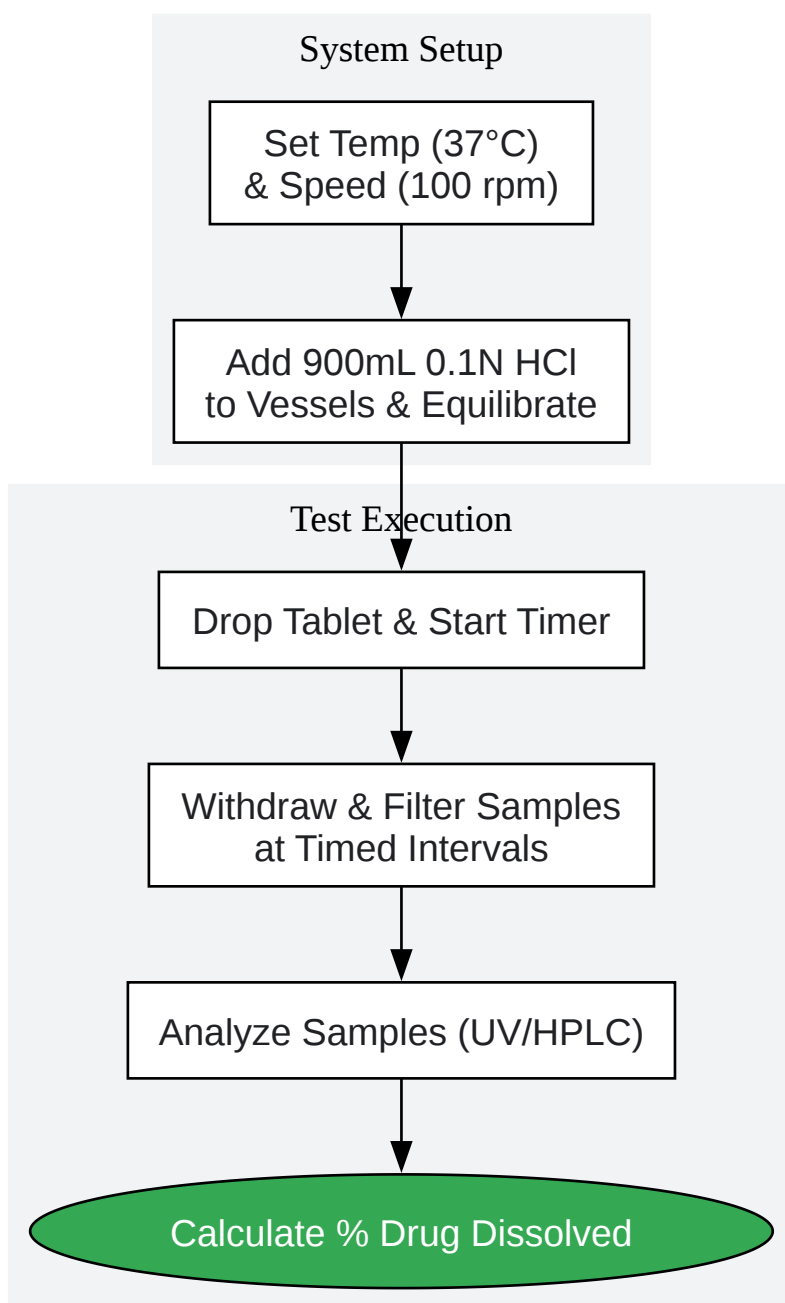 System Setup
Set Temp (37°C)
& Speed (100 rpm)
Add 900mL 0.1N HCl
to Vessels & Equilibrate
Test Execution
Drop Tablet & Start Timer
Withdraw & Filter Samples
at Timed Intervals
Analyze Samples (UV/HPLC)
Calculate % Drug Dissolved